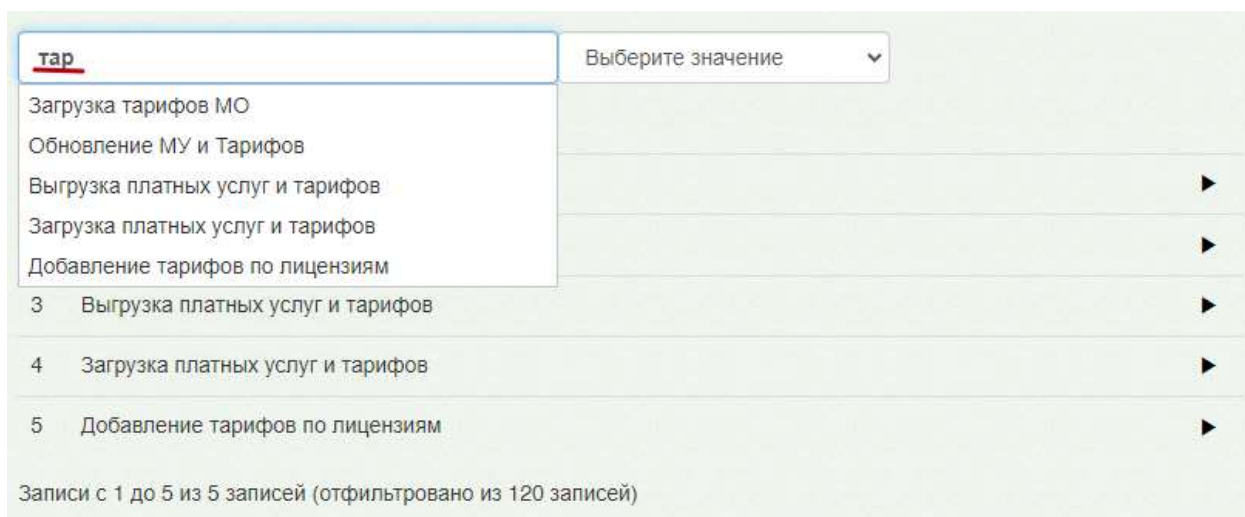 тар
Выберите значение
Загрузка тарифов МО
Обновление МУ и Тарифов
Выгрузка платных услуг и тарифов
Загрузка платных услуг и тарифов
Добавление тарифов по лицензиям
3 Выгрузка платных услуг и тарифов
4 Загрузка платных услуг и тарифов
5 Добавление тарифов по лицензиям
Записи с 1 до 5 из 5 записей (отфильтровано из 120 записей)